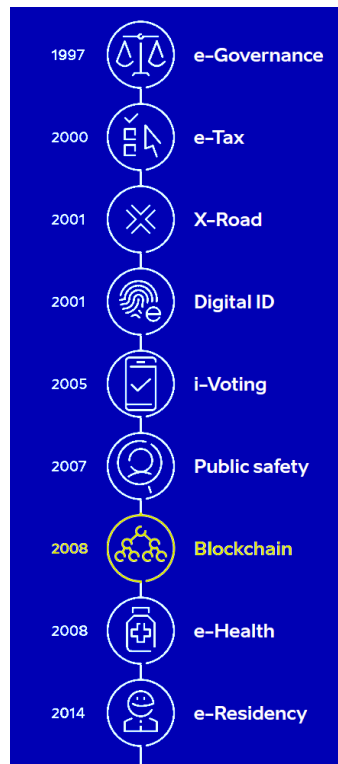 1997 e-Governance
2000 e-Tax
2001 X-Road
2001 Digital ID
2005 i-Voting
2007 Public safety
2008 Blockchain
2008 e-Health
2014 e-Residency